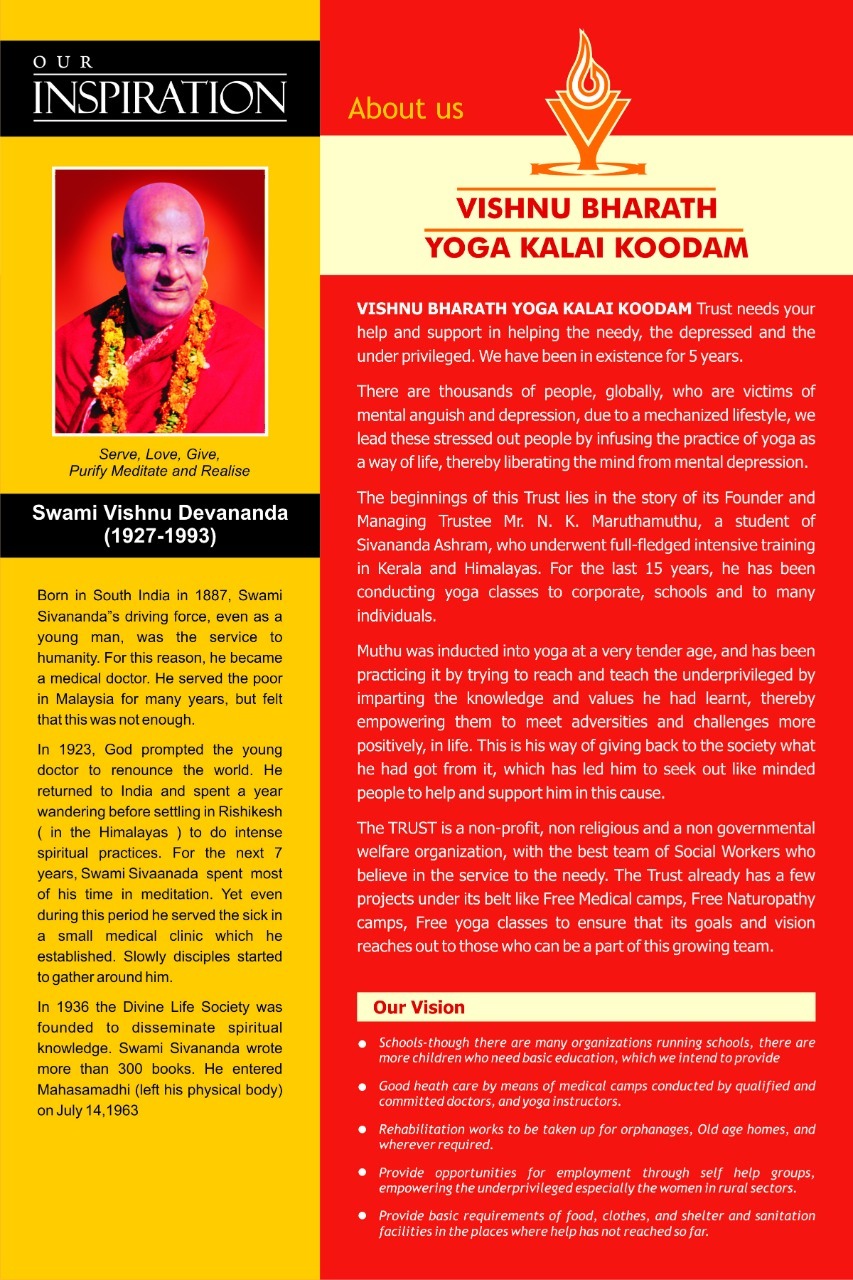 OUR
INSPIRATION
Serve, Love, Give,
Purify Meditate and Realise
Swami Vishnu Devananda
(1927-1993)
Born in South India in 1887, Swami
Sivananda"s driving force, even as a
young man, was the service to
humanity. For this reason, he became
a medical doctor. He served the poor
in Malaysia for many years, but felt
that this was not enough.
In 1923, God prompted the young
doctor to renounce the world. He
returned to India and spent a year
wandering before settling in Rishikesh
( in the Himalayas ) to do intense
spiritual practices. For the next 7
years, Swami Sivaanada spent most
of his time in meditation. Yet even
during this period he served the sick in
a small medical clinic which he
established. Slowly disciples started
to gather around him.
In 1936 the Divine Life Society was
founded to disseminate spiritual
knowledge. Swami Sivananda wrote
more than 300 books. He entered
Mahasamadhi (left his physical body)
on July 14,1963
About us
VISHNU BHARATH
YOGA KALAI KOODAM
VISHNU BHARATH YOGA KALAI KOODAM Trust needs your
help and support in helping the needy, the depressed and the
under privileged. We have been in existence for 5 years.
There are thousands of people, globally, who are victims of
mental anguish and depression, due to a mechanized lifestyle, we
lead these stressed out people by infusing the practice of yoga as
a way of life, thereby liberating the mind from mental depression.
The beginnings of this Trust lies in the story of its Founder and
Managing Trustee Mr. N. K. Maruthamuthu, a student of
Sivananda Ashram, who underwent full-fledged intensive training
in Kerala and Himalayas. For the last 15 years, he has been
conducting yoga classes to corporate, schools and to many
individuals.
Muthu was inducted into yoga at a very tender age, and has been
practicing it by trying to reach and teach the underprivileged by
imparting the knowledge and values he had learnt, thereby
empowering them to meet adversities and challenges more
positively, in life. This is his way of giving back to the society what
he had got from it, which has led him to seek out like minded
people to help and support him in this cause.
The TRUST is a non-profit, non religious and a non governmental
welfare organization, with the best team of Social Workers who
believe in the service to the needy. The Trust already has a few
projects under its belt like Free Medical camps, Free Naturopathy
camps, Free yoga classes to ensure that its goals and vision
reaches out to those who can be a part of this growing team.
Our Vision
● Schools-though there are many organizations running schools, there are
more children who need basic education, which we intend to provide
● Good heath care by means of medical camps conducted by qualified and
committed doctors, and yoga instructors.
● Rehabilitation works to be taken up for orphanages, Old age homes, and
wherever required.
● Provide opportunities for employment through self help groups,
empowering the underprivileged especially the women in rural sectors.
● Provide basic requirements of food, clothes, and shelter and sanitation
facilities in the places where help has not reached so far.